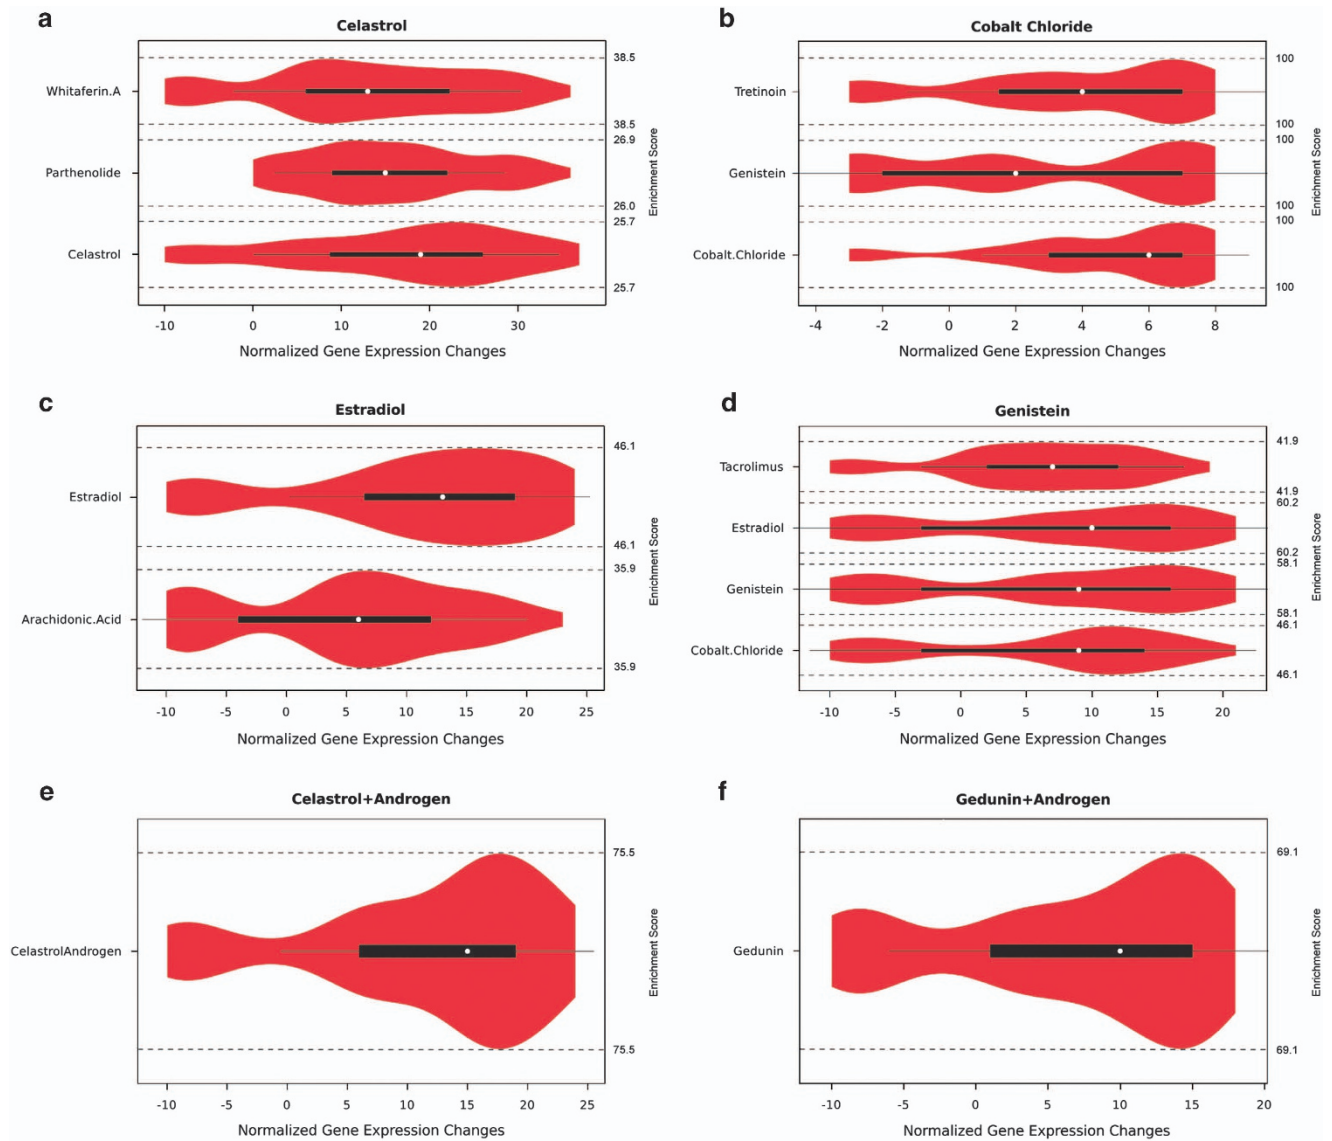 a
Celastrol
38.5
Whitaferin.A
38.5
26.9
Parthenolide
26.0
25.7
Celastrol
25.7
Enrichment Score
-10 0 10 20 30
Normalized Gene Expression Changes
b
Cobalt Chloride
100
Tretinoin
100
100
Genistein
100
100
Cobalt.Chloride
100
Enrichment Score
-4 -2 0 2 4 6 8
Normalized Gene Expression Changes
c
Estradiol
46.1
Estradiol
46.1
35.9
Arachidonic.Acid
35.9
Enrichment Score
-10 -5 0 5 10 15 20 25
Normalized Gene Expression Changes
d
Genistein
41.9
Tacrolimus
41.9
60.2
Estradiol
60.2
58.1
Genistein
58.1
46.1
Cobalt.Chloride
46.1
Enrichment Score
-10 -5 0 5 10 15 20
Normalized Gene Expression Changes
e
Celastrol+Androgen
75.5
CelastrolAndrogen
75.5
Enrichment Score
-10 -5 0 5 10 15 20 25
Normalized Gene Expression Changes
f
Gedunin+Androgen
69.1
Gedunin
69.1
Enrichment Score
-10 -5 0 5 10 15 20
Normalized Gene Expression Changes